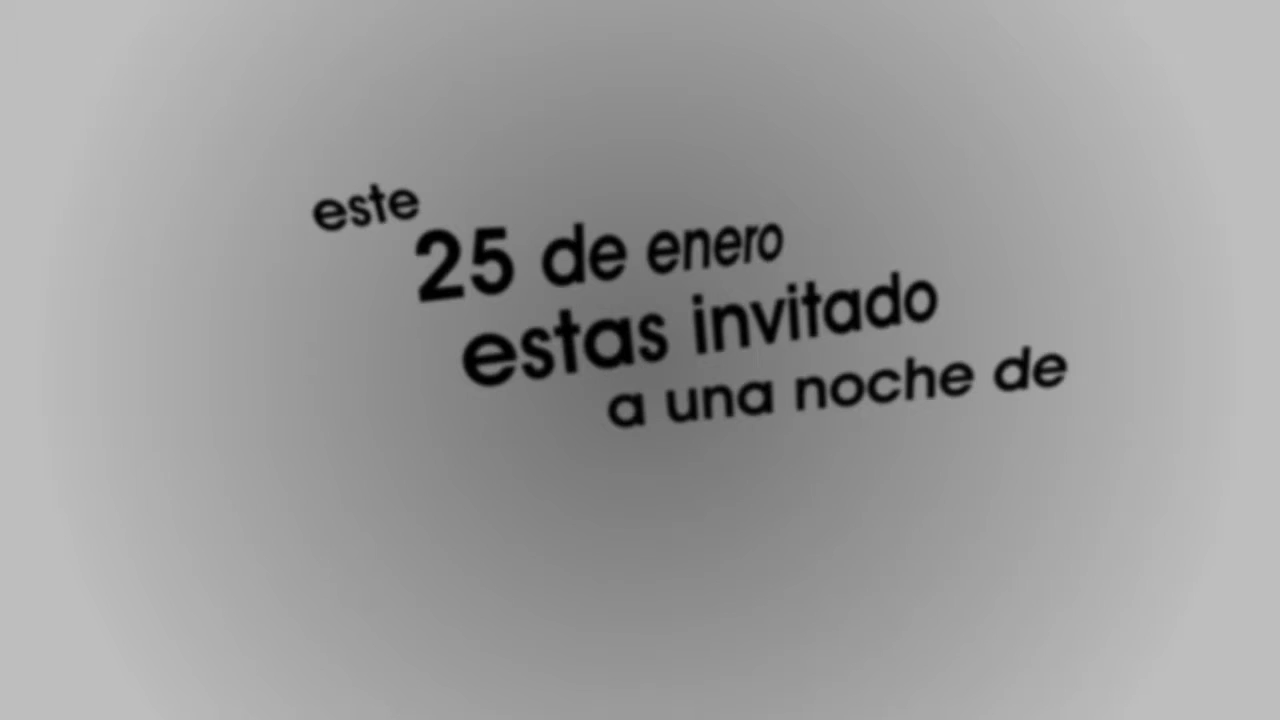 este
25 de enero
estas invitado
a una noche de